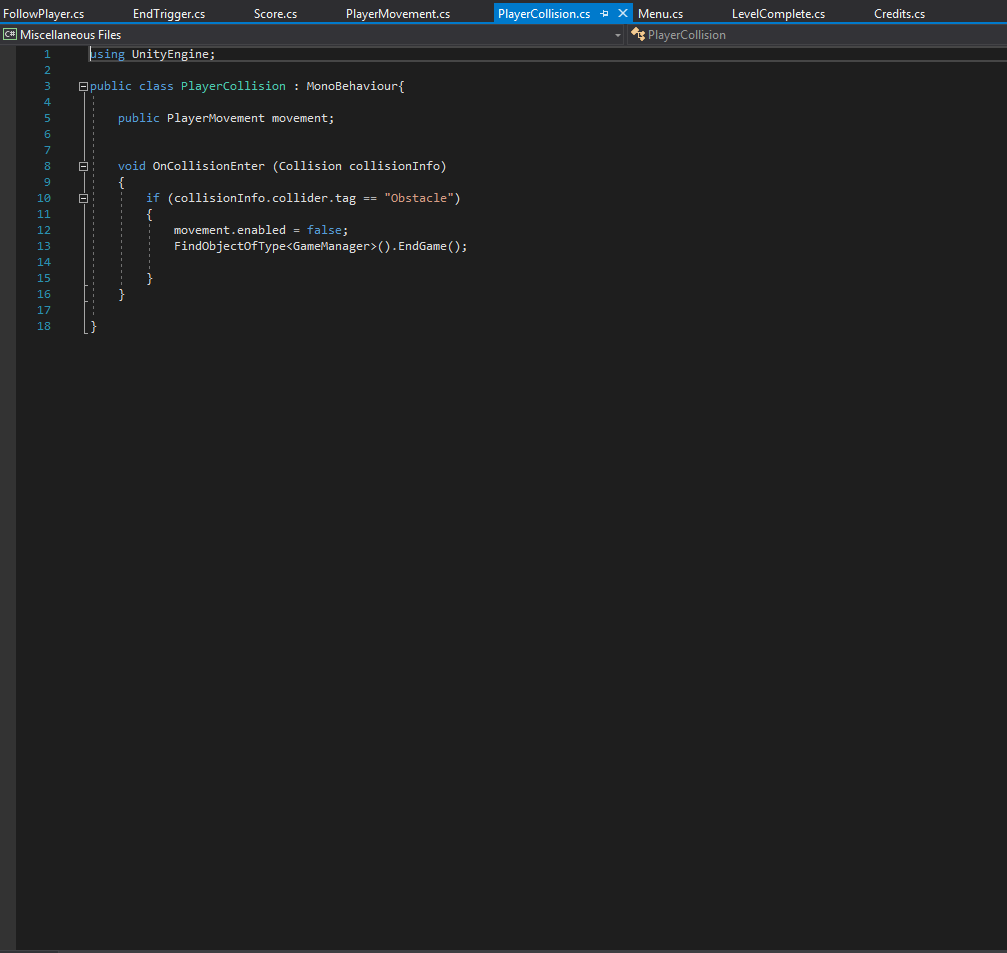 FollowPlayer.cs EndTrigger.cs Score.cs PlayerMovement.cs PlayerCollision.cs Menu.cs LevelComplete.cs Credits.cs
C# Miscellaneous Files PlayerCollision
1 using UnityEngine;
2
3 public class PlayerCollision : MonoBehaviour{
4
5 public PlayerMovement movement;
6
7
8 void OnCollisionEnter (Collision collisionInfo)
9 {
10 if (collisionInfo.collider.tag == "Obstacle")
11 {
12 movement.enabled = false;
13 FindObjectOfType<GameManager>().EndGame();
14
15 }
16 }
17
18 }